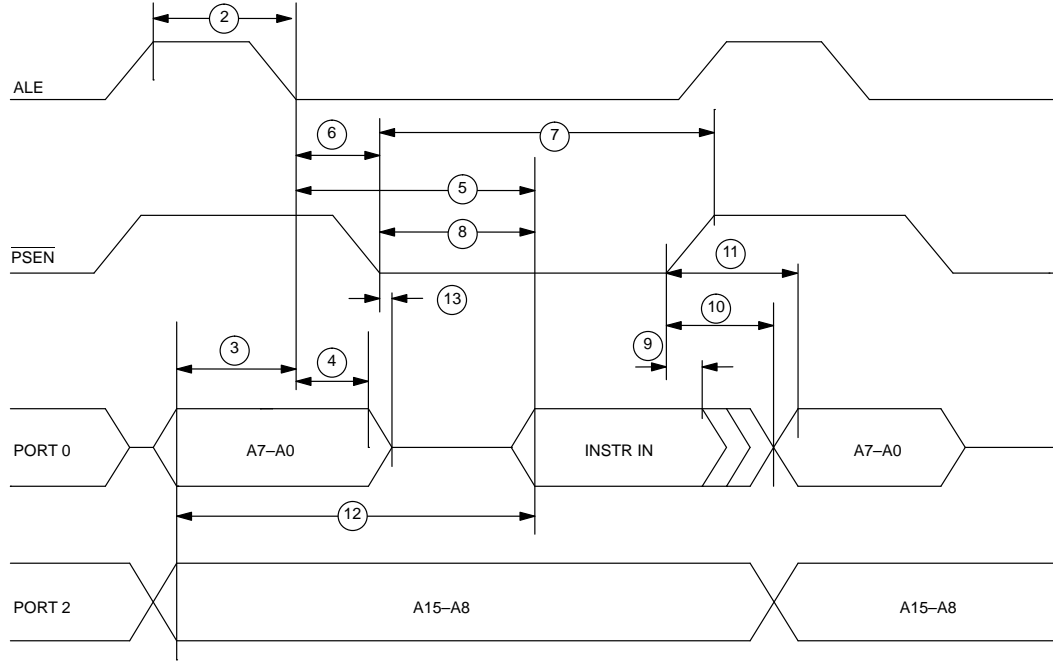 2
ALE
6
7
5
PSEN
8
11
13
10
3
4
9
PORT 0
A7–A0
INSTR IN
A7–A0
12
PORT 2
A15–A8
A15–A8